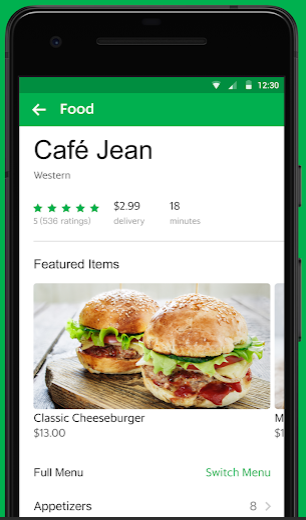 12:30
Food
Café Jean
Western
$2.99 18
5 (536 ratings) delivery minutes
Featured Items
Classic Cheeseburger M
$13.00 $1
Full Menu Switch Menu
Appetizers 8